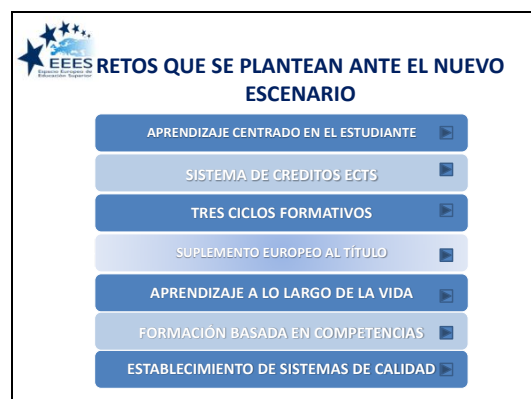 EEES
Espacio Europeo de
Educación Superior
RETOS QUE SE PLANTEAN ANTE EL NUEVO
ESCENARIO
APRENDIZAJE CENTRADO EN EL ESTUDIANTE
SISTEMA DE CREDITOS ECTS
TRES CICLOS FORMATIVOS
SUPLEMENTO EUROPEO AL TÍTULO
APRENDIZAJE A LO LARGO DE LA VIDA
FORMACIÓN BASADA EN COMPETENCIAS
ESTABLECIMIENTO DE SISTEMAS DE CALIDAD